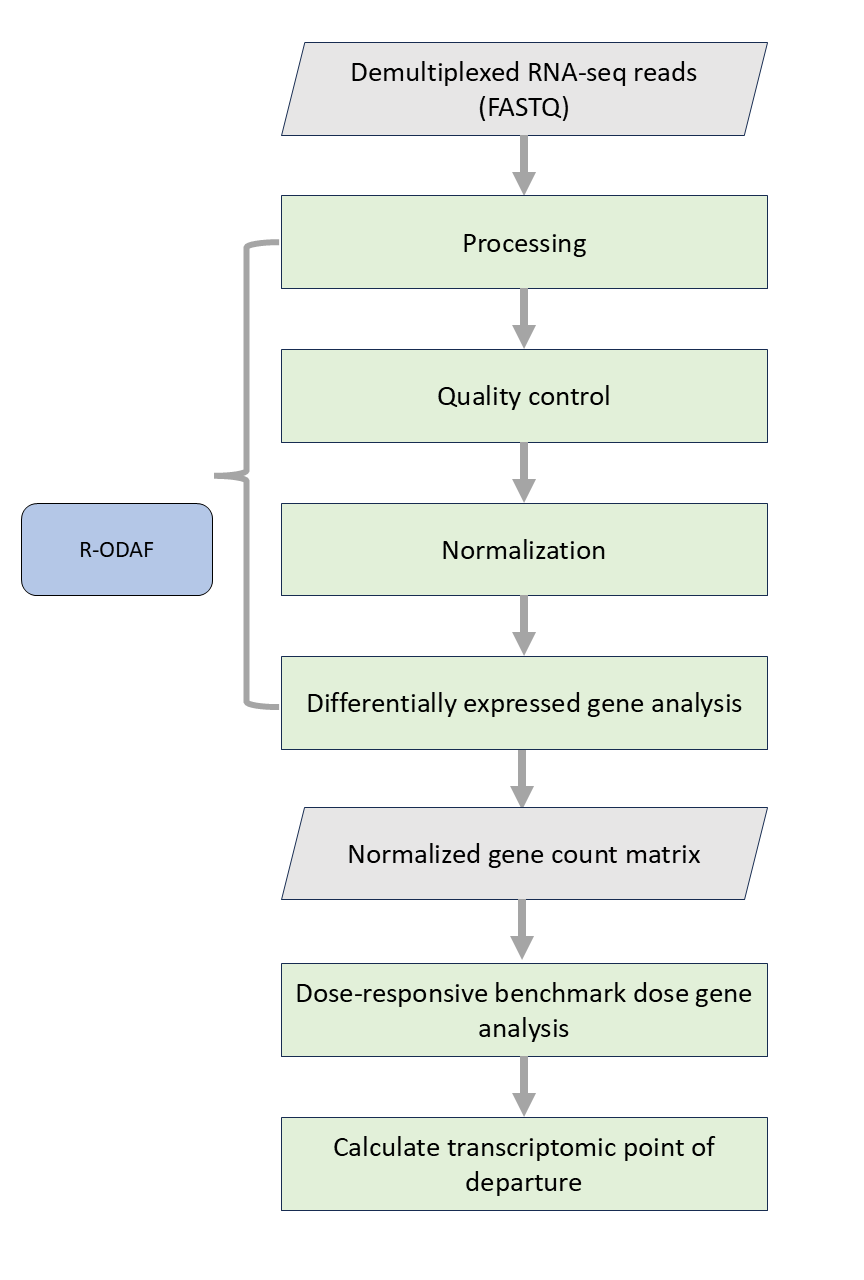 Demultiplexed RNA-seq reads
(FASTQ)
Processing
Quality control
R-ODAF
Normalization
Differentially expressed gene analysis
Normalized gene count matrix
Dose-responsive benchmark dose gene
analysis
Calculate transcriptomic point of
departure